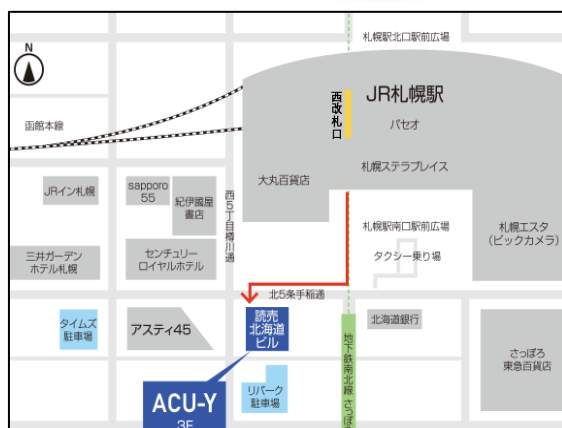 札幌駅北口駅前広場
N
西改札口
JR札幌駅
パセオ
函館本線
札幌ステラプレイス
大丸百貨店
JRイン札幌
sapporo
55
紀伊國屋
書店
西5丁目樽川通
札幌駅南口駅前広場
札幌エスタ
(ビックカメラ)
三井ガーデン
ホテル札幌
センチュリー
ロイヤルホテル
タクシー乗り場
北5条手稲通
タイムズ
駐車場
アスティ45
読売
北海道
ビル
地下鉄南北線 さっぽろ
北海道銀行
さっぽろ
東急百貨店
ACU-Y
3F
リパーク
駐車場